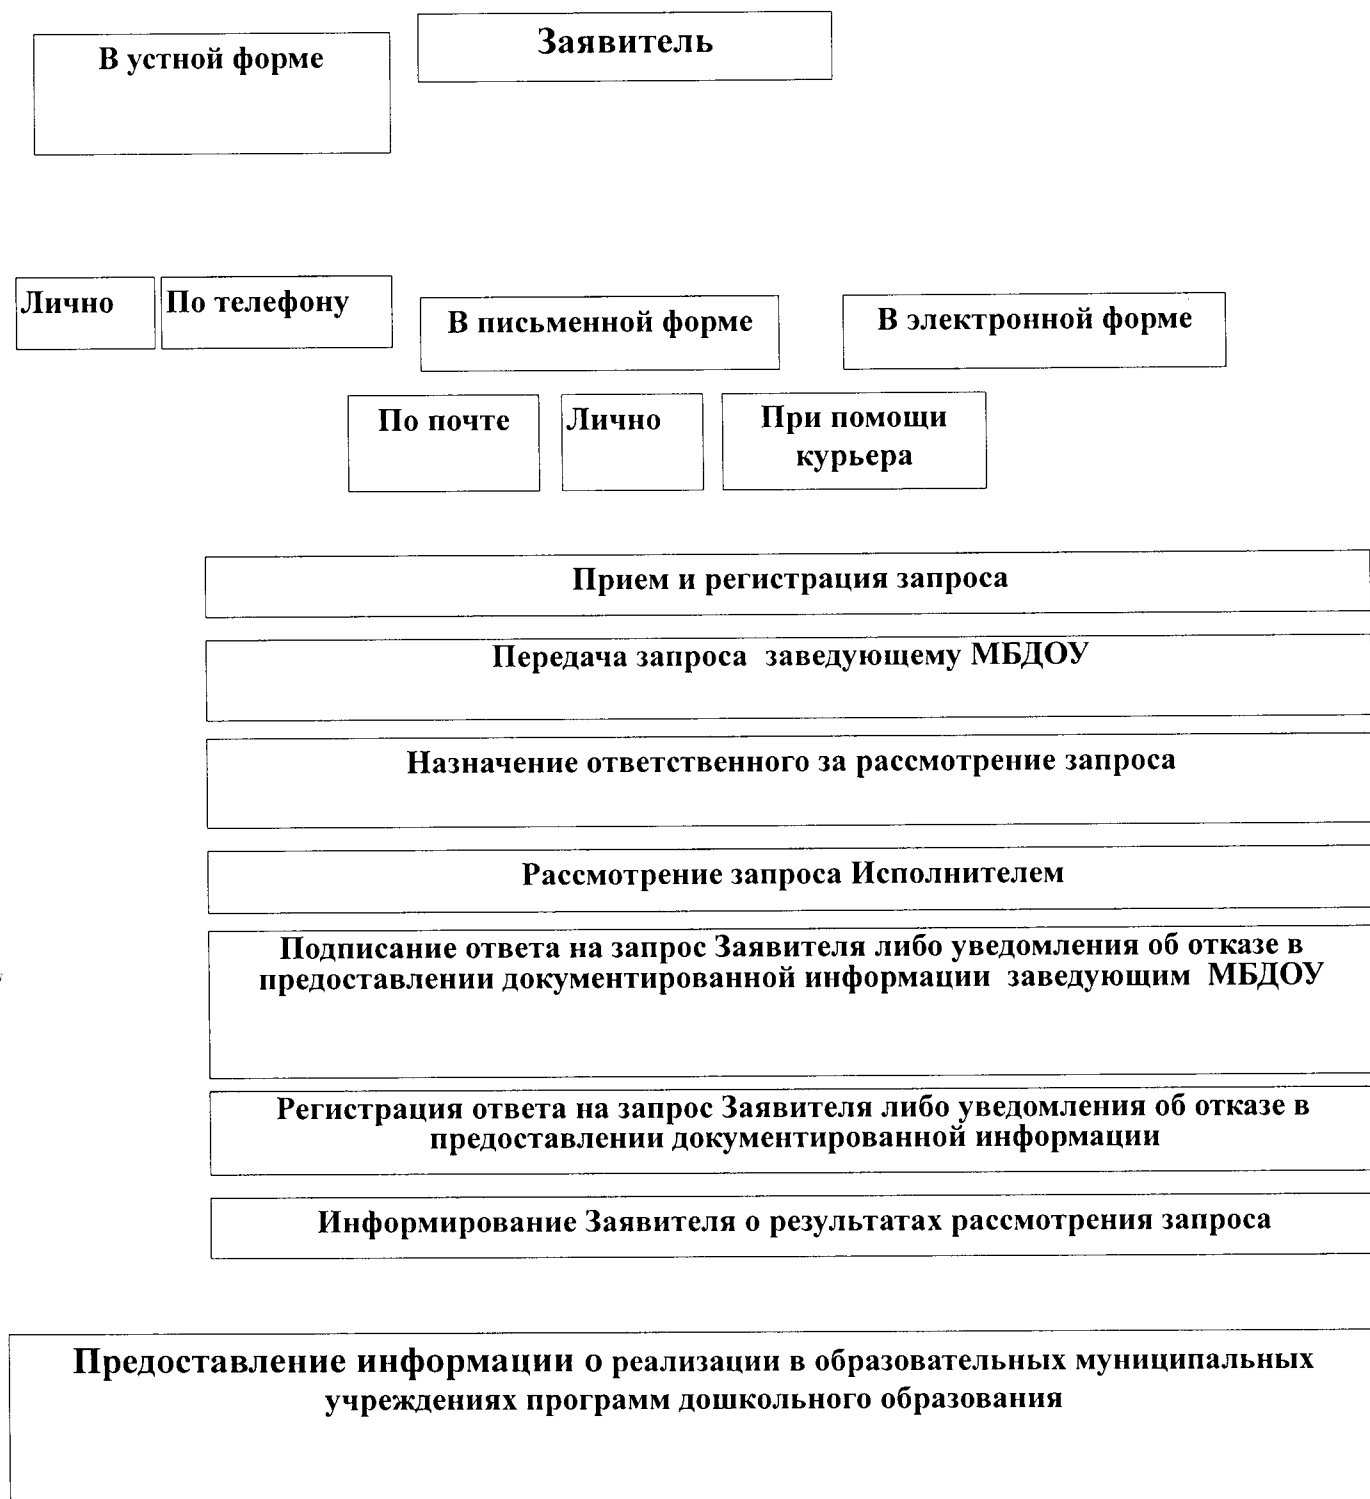 Заявитель
В устной форме
Лично
По телефону
В письменной форме
В электронной форме
По почте
Лично
При помощи
курьера
Прием и регистрация запроса
Передача запроса заведующему МБДОУ
Назначение ответственного за рассмотрение запроса
Рассмотрение запроса Исполнителем
Подписание ответа на запрос Заявителя либо уведомления об отказе в
предоставлении документированной информации заведующим МБДОУ
Регистрация ответа на запрос Заявителя либо уведомления об отказе в
предоставлении документированной информации
Информирование Заявителя о результатах рассмотрения запроса
Предоставление информации о реализации в образовательных муниципальных
учреждениях программ дошкольного образования